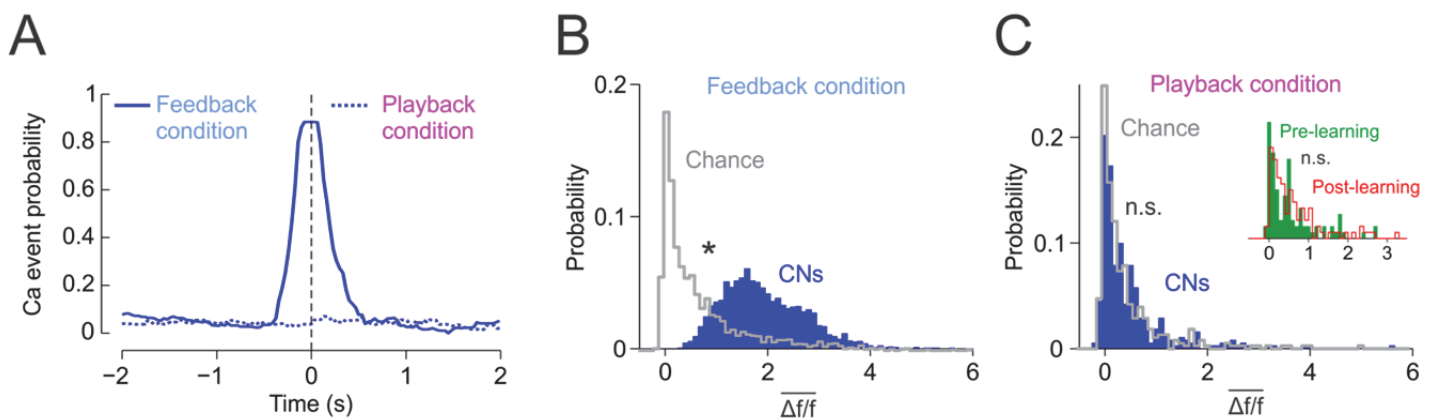 A
Ca event probability
1
0.8
0.6
0.4
0.2
0
Feedback
condition
Playback
condition
−2
−1
0
1
2
Time (s)
B
Probability
0.2
0.1
0
Feedback condition
Chance
*
CNs
0
2
4
6
Δf/f
C
Probability
0.2
0.1
0
Playback condition
Chance
n.s.
CNs
Pre-learning
n.s.
Post-learning
0
1
2
3
0
2
4
6
Δf/f